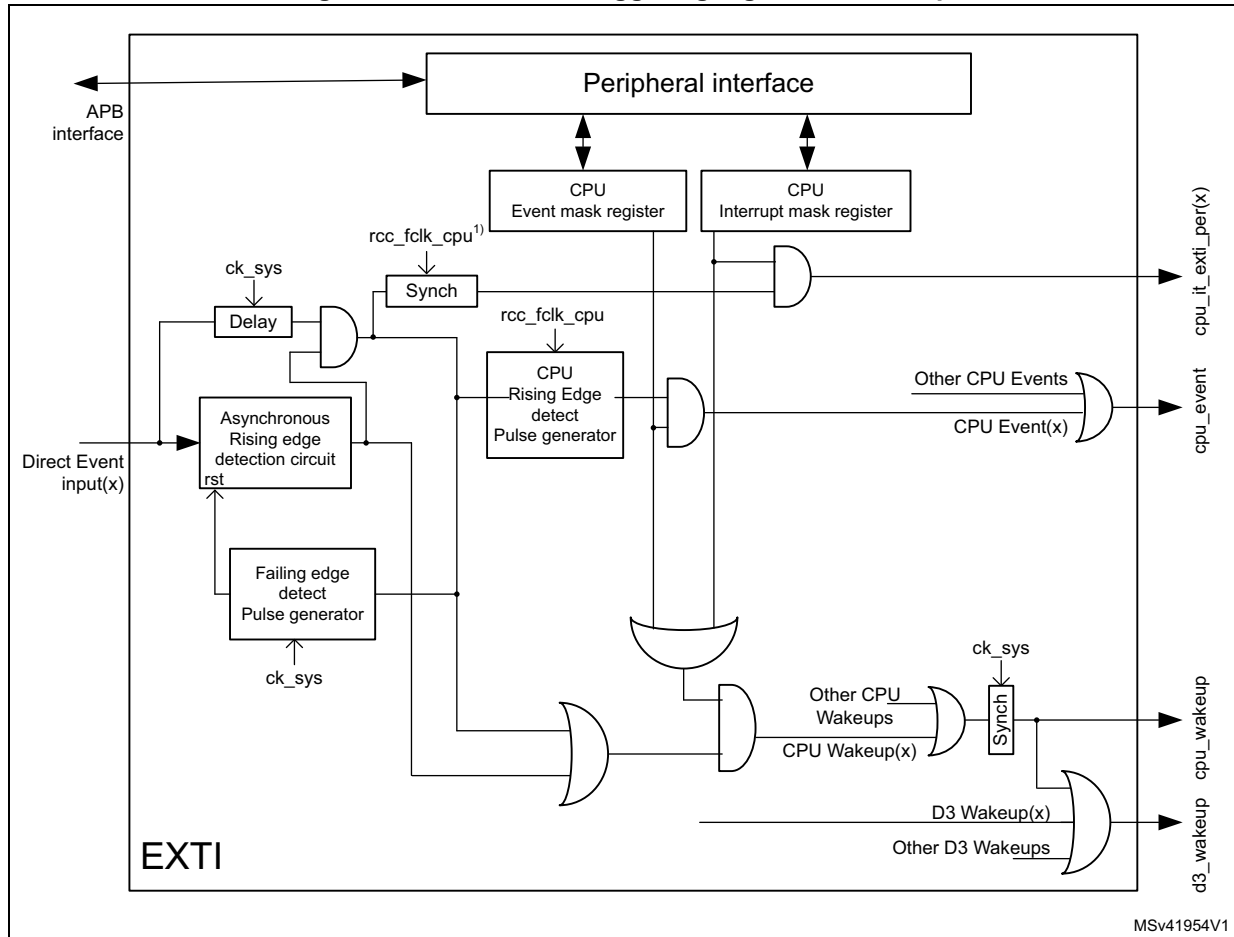 Peripheral interface
APB
interface
CPU
Event mask register
CPU
Interrupt mask register
cpu_it_exti_per(x)
rcc_fclk_cpu1)
ck_sys
Synch
Delay
rcc_fclk_cpu
CPU
Rising Edge
detect
Pulse generator
Other CPU Events
CPU Event(x)
cpu_event
Asynchronous
Rising edge
detection circuit
rst
Direct Event
input(x)
Failing edge
detect
Pulse generator
ck_sys
ck_sys
Other CPU
Wakeups
Synch
CPU Wakeup(x)
cpu_wakeup
D3 Wakeup(x)
Other D3 Wakeups
d3_wakeup
EXTI
MSv41954V1